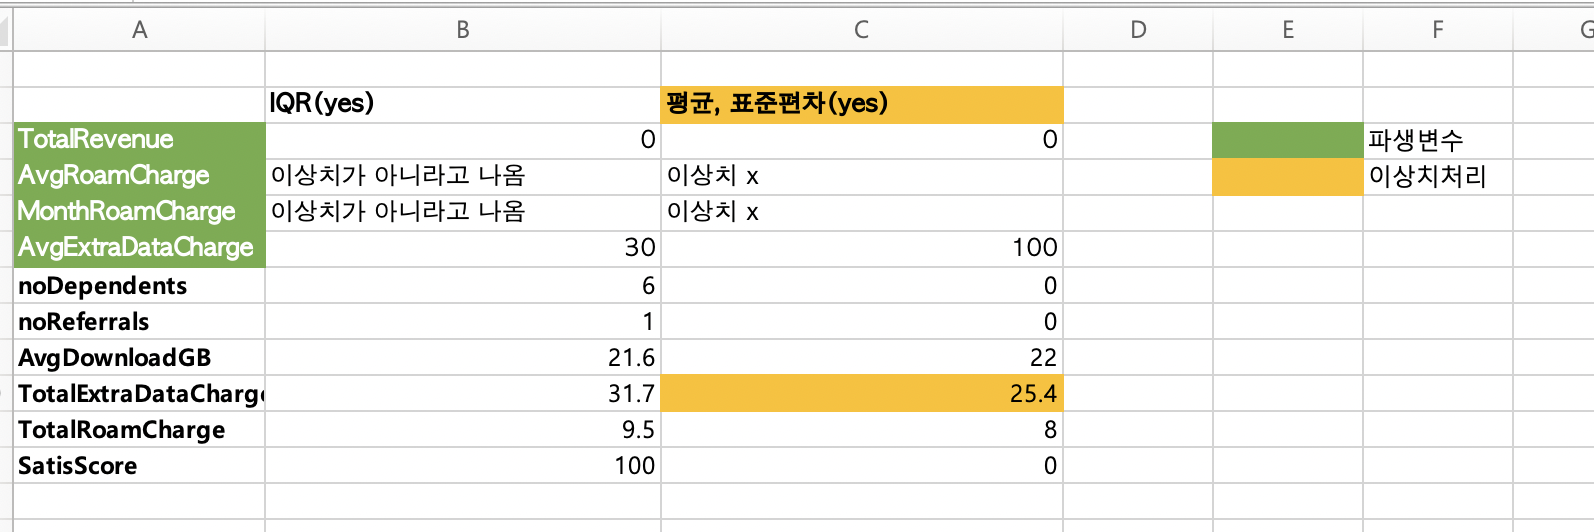 A B C D E F G
IQR(yes) 평균, 표준편차(yes)
TotalRevenue 0 0 파생변수
AvgRoamCharge 이상치가 아니라고 나옴 이상치 x 이상치처리
MonthRoamCharge 이상치가 아니라고 나옴 이상치 x
AvgExtraDataCharge 30 100
noDependents 6 0
noReferrals 1 0
AvgDownloadGB 21.6 22
TotalExtraDataCharge 31.7 25.4
TotalRoamCharge 9.5 8
SatisScore 100 0